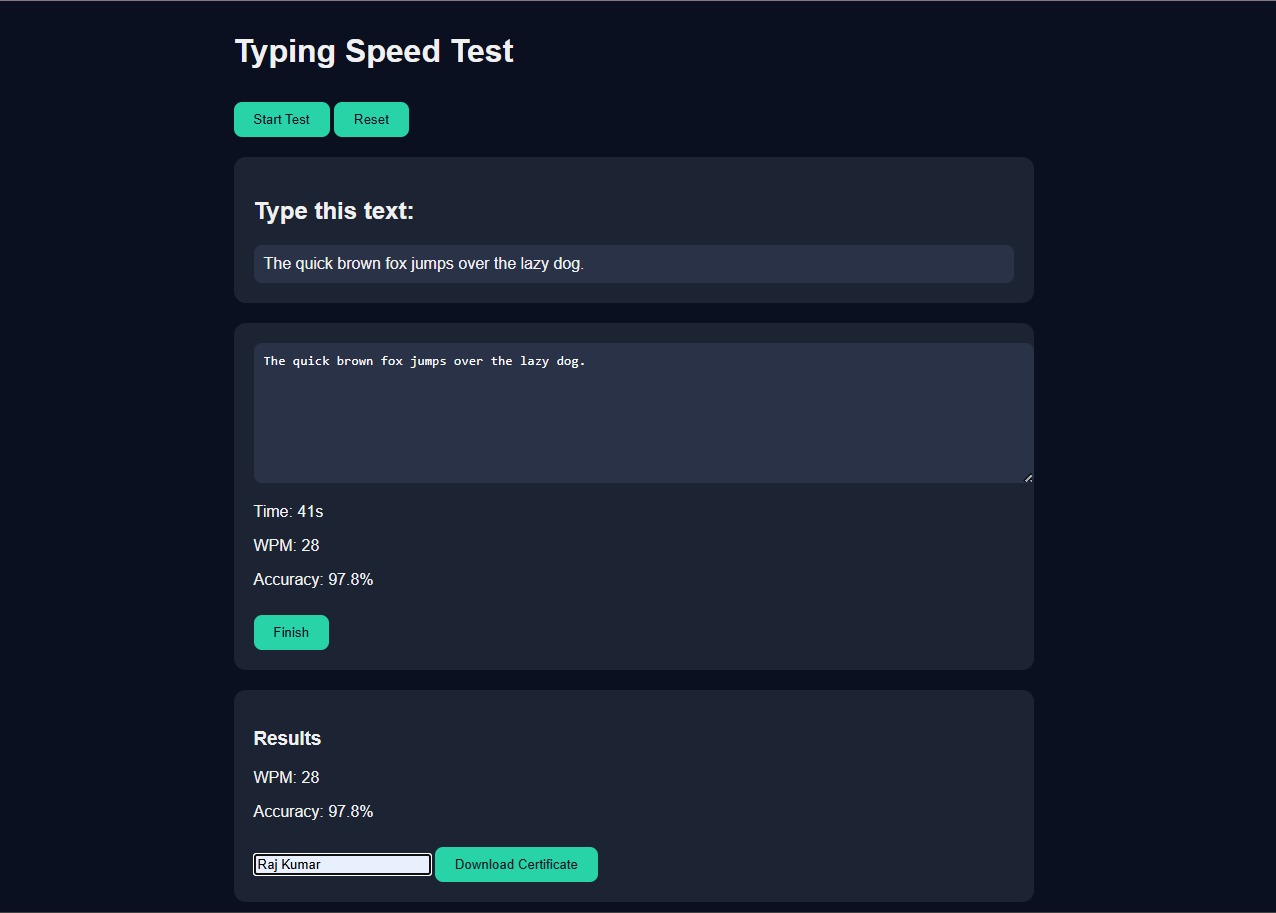 Typing Speed Test
Start Test Reset
Type this text:
The quick brown fox jumps over the lazy dog.
The quick brown fox jumps over the lazy dog.
Time: 41s
WPM: 28
Accuracy: 97.8%
Finish
Results
WPM: 28
Accuracy: 97.8%
Raj Kumar Download Certificate